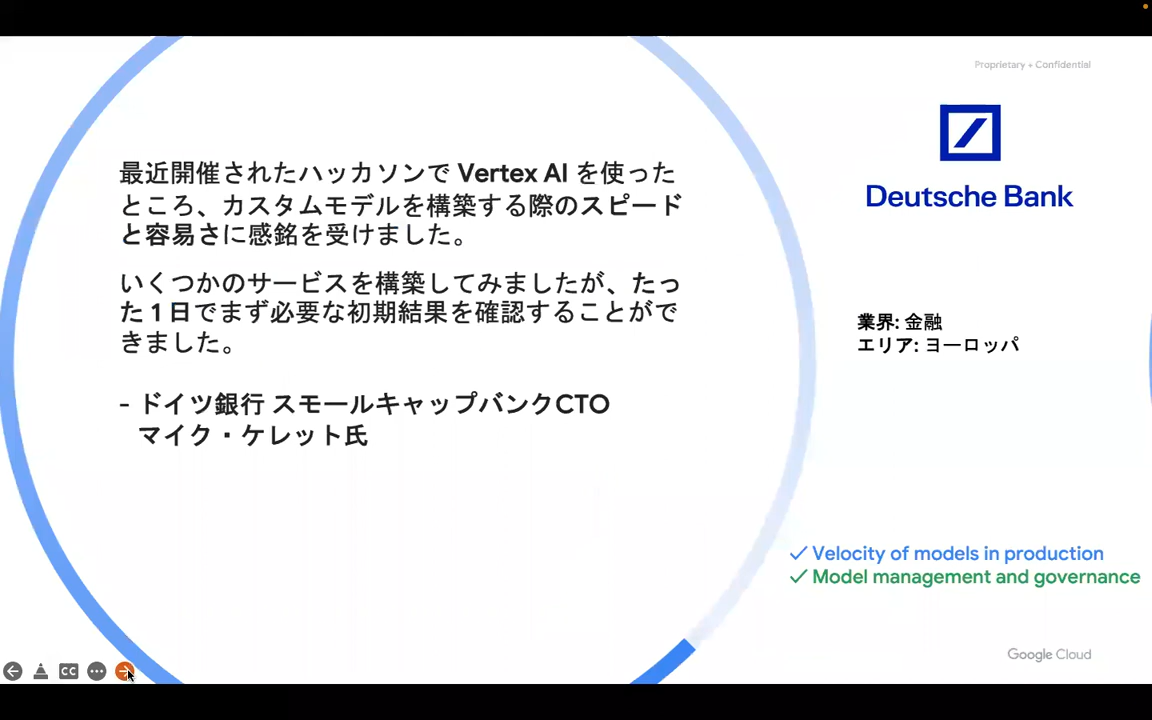 Proprietary + Confidential
最近開催されたハッカソンで Vertex AI を使った
ところ、カスタムモデルを構築する際のスピード
と容易さに感銘を受けました。
いくつかのサービスを構築してみましたが、たっ
た 1 日でまず必要な初期結果を確認することがで
きました。
- ドイツ銀行 スモールキャップバンクCTO
マイク・ケレット氏
Deutsche Bank
業界: 金融
エリア: ヨーロッパ
✓ Velocity of models in production
✓ Model management and governance
Google Cloud
CC